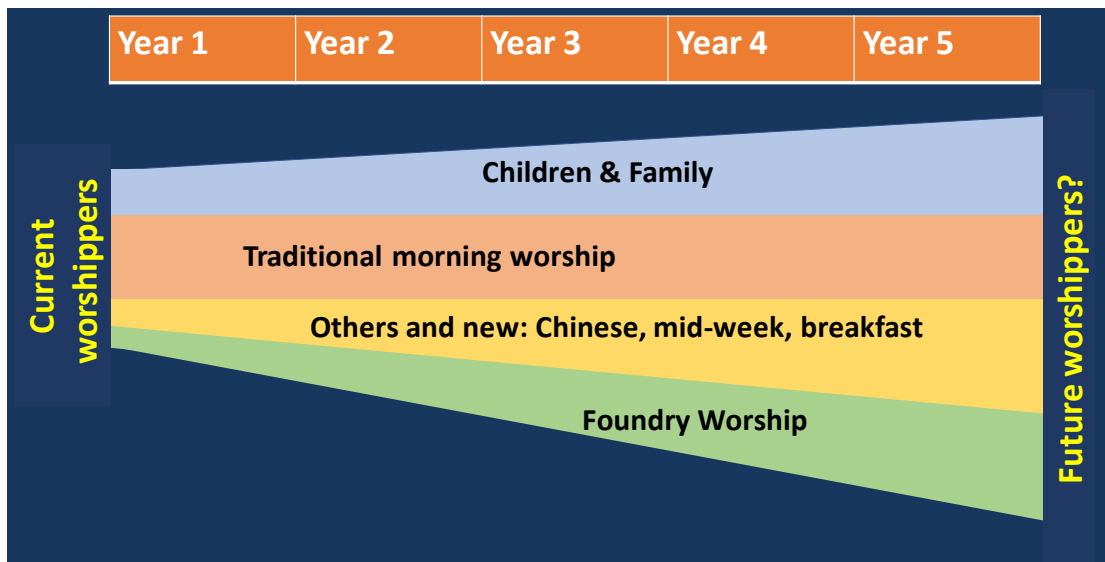 Year 1 Year 2 Year 3 Year 4 Year 5
Current
worshippers
Children & Family
Traditional morning worship
Others and new: Chinese, mid-week, breakfast
Foundry Worship
Future worshippers?